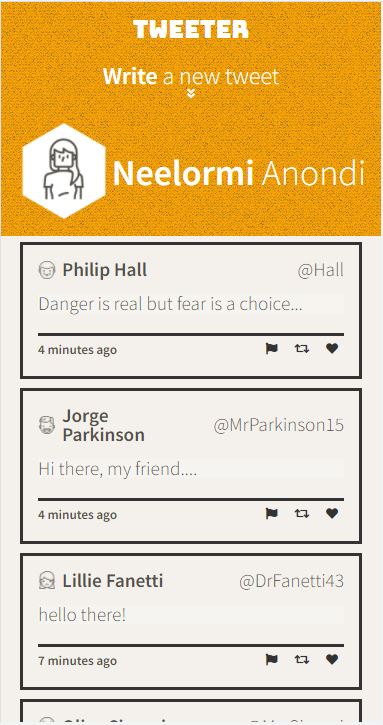 TWEETER
Write a new tweet
Neelormi Anondi
Philip Hall @Hall
Danger is real but fear is a choice...
4 minutes ago
Jorge
Parkinson @MrParkinson15
Hi there, my friend....
4 minutes ago
Lillie Fanetti @DrFanetti43
hello there!
7 minutes ago